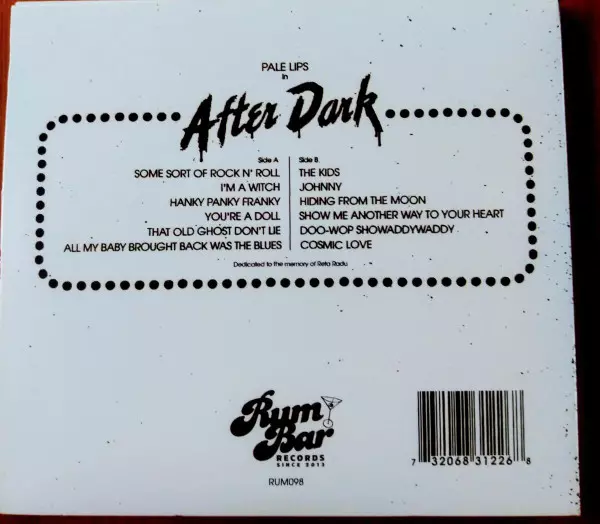 PALE LIPS
in
After Dark
Side A
SOME SORT OF ROCK N' ROLL
I'M A WITCH
HANKY PANKY FRANKY
YOU'RE A DOLL
THAT OLD GHOST DON'T LIE
ALL MY BABY BROUGHT BACK WAS THE BLUES
Side B
THE KIDS
JOHNNY
HIDING FROM THE MOON
SHOW ME ANOTHER WAY TO YOUR HEART
DOO-WOP SHOWADDYWADDY
COSMIC LOVE
Dedicated to the memory of Reta Radu
Rum
Bar
RECORDS
SINCE 2013
RUM098
7 32068 31226 8